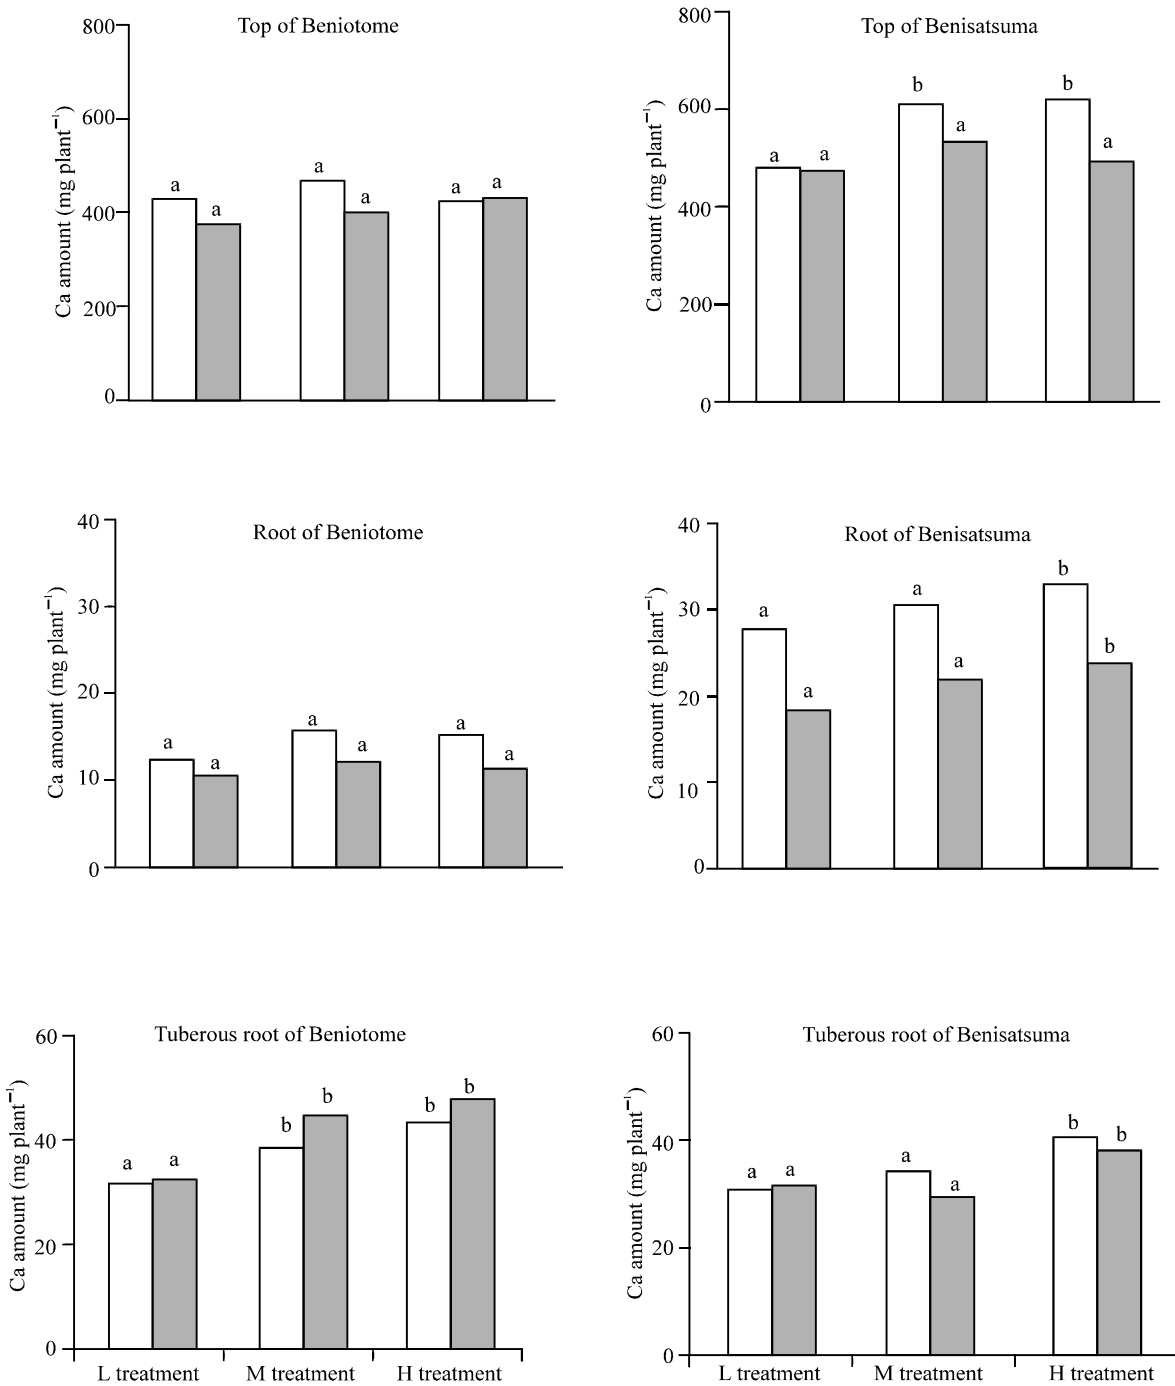 Top of Beniotome
Ca amount (mg plant⁻¹)
800
600
400
200
0
a
a
a
a
a
a
Top of Benisatsuma
Ca amount (mg plant⁻¹)
800
600
400
200
0
a
a
b
a
b
a
Root of Beniotome
Ca amount (mg plant⁻¹)
40
30
20
10
0
a
a
a
a
a
a
Root of Benisatsuma
Ca amount (mg plant⁻¹)
40
30
20
10
0
a
a
a
a
b
b
Tuberous root of Beniotome
Ca amount (mg plant⁻¹)
60
40
20
0
a
a
b
b
b
b
L treatment
M treatment
H treatment
Tuberous root of Benisatsuma
Ca amount (mg plant⁻¹)
60
40
20
0
a
a
a
a
b
b
L treatment
M treatment
H treatment